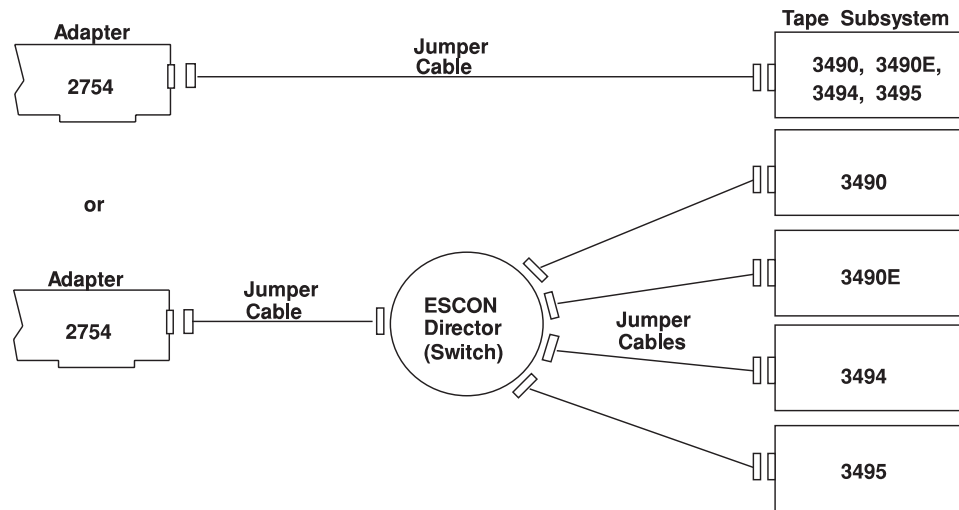 Adapter
2754
Jumper
Cable
Tape Subsystem
3490, 3490E,
3494, 3495
or
Adapter
2754
Jumper
Cable
ESCON
Director
(Switch)
Jumper
Cables
3490
3490E
3494
3495